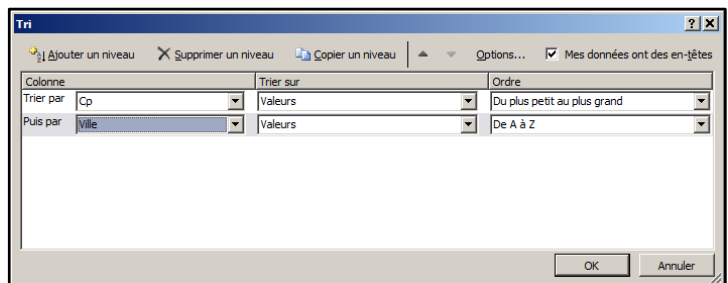 Tri
Ajouter un niveau Supprimer un niveau Copier un niveau Options... Mes données ont des en-têtes
Colonne Trier sur Ordre
Trier par Cp Valeurs Du plus petit au plus grand
Puis par Ville Valeurs De A à Z
OK Annuler